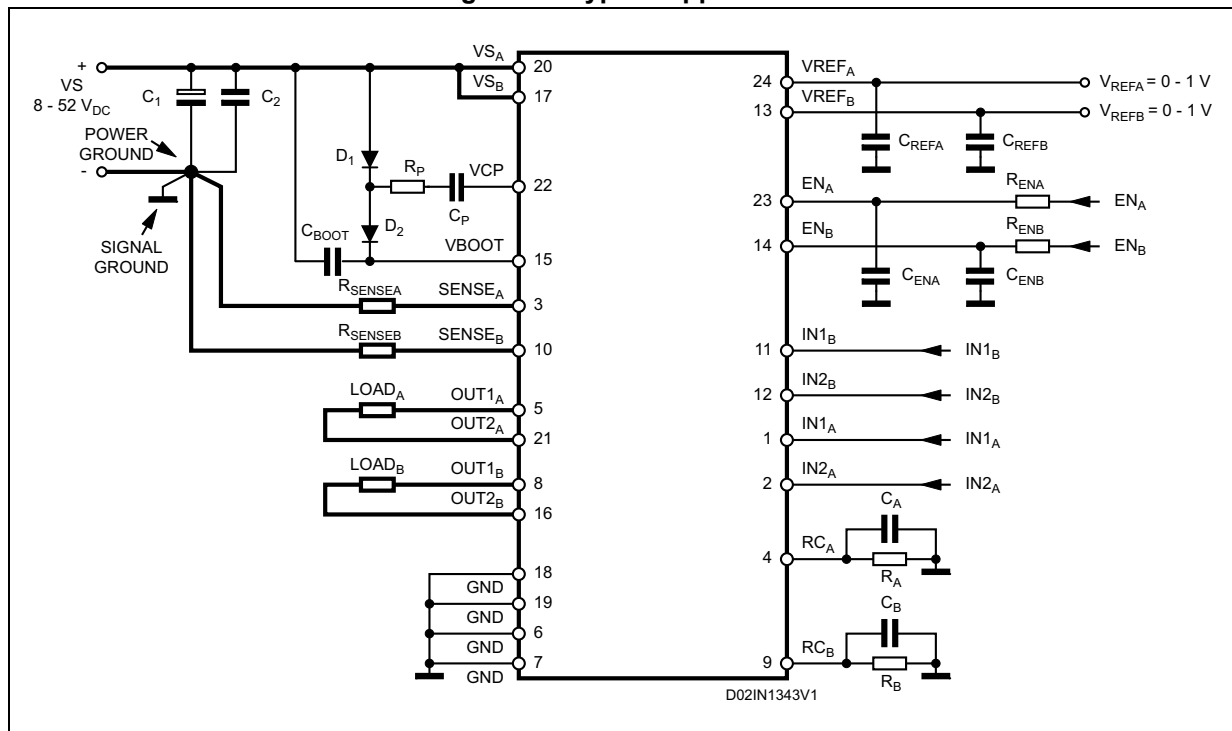 VS_A
20
VS_B
17
+
VS
8 - 52 V_DC
C_1
C_2
POWER
GROUND
-
SIGNAL
GROUND
D_1
R_P
VCP
22
C_P
D_2
C_BOOT
VBOOT
15
R_SENSEA
SENSE_A
3
R_SENSEB
SENSE_B
10
LOAD_A
OUT1_A
5
OUT2_A
21
LOAD_B
OUT1_B
8
OUT2_B
16
18
GND
19
GND
6
GND
7
GND
24
VREF_A
V_REFA = 0 - 1 V
13
VREF_B
V_REFB = 0 - 1 V
C_REFA
C_REFB
23
EN_A
R_ENA
EN_A
14
EN_B
R_ENB
EN_B
C_ENA
C_ENB
11
IN1_B
IN1_B
12
IN2_B
IN2_B
1
IN1_A
IN1_A
2
IN2_A
IN2_A
C_A
4
RC_A
R_A
C_B
9
RC_B
R_B
D02IN1343V1